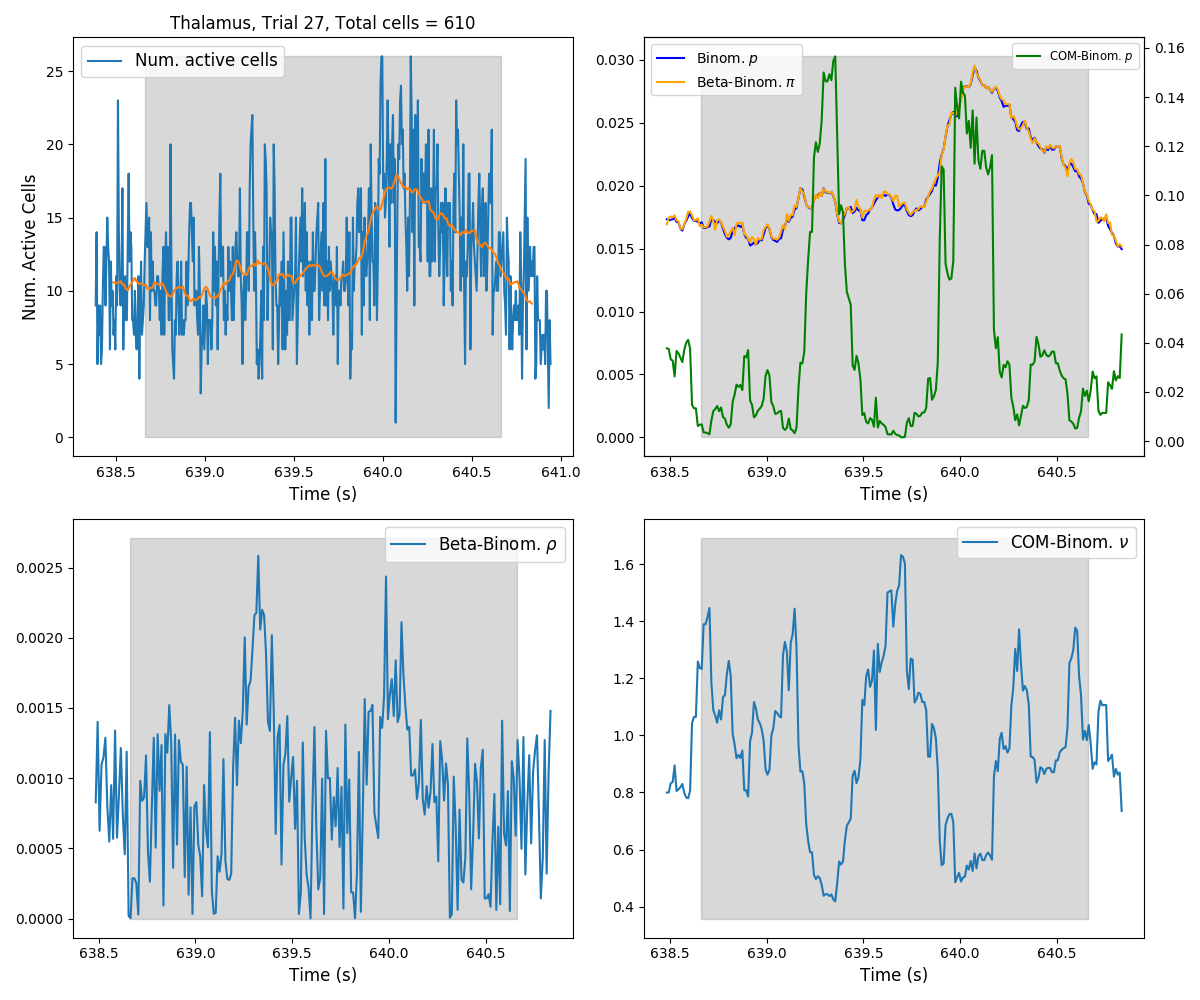 Thalamus, Trial 27, Total cells = 610
Num. active cells
Num. Active Cells
25
20
15
10
5
0
638.5 639.0 639.5 640.0 640.5 641.0
Time (s)
Binom. p
Beta-Binom. π
COM-Binom. p
0.030
0.025
0.020
0.015
0.010
0.005
0.000
0.16
0.14
0.12
0.10
0.08
0.06
0.04
0.02
0.00
638.5 639.0 639.5 640.0 640.5
Time (s)
Beta-Binom. ρ
0.0025
0.0020
0.0015
0.0010
0.0005
0.0000
638.5 639.0 639.5 640.0 640.5
Time (s)
COM-Binom. ν
1.6
1.4
1.2
1.0
0.8
0.6
0.4
638.5 639.0 639.5 640.0 640.5
Time (s)